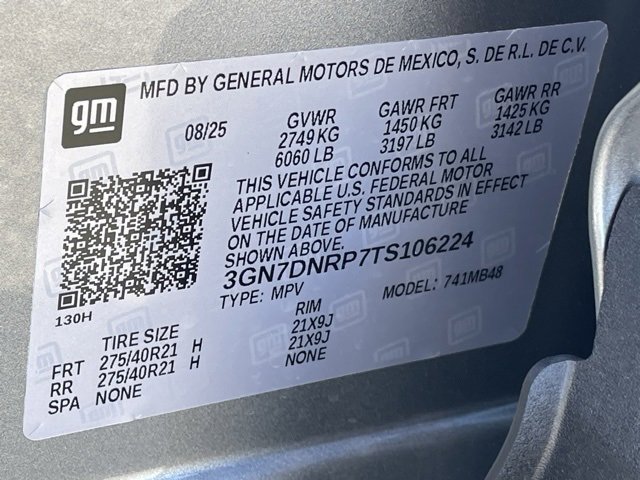 gm
MFD BY GENERAL MOTORS DE MEXICO, S. DE R.L. DE C.V.
08/25 GVWR GAWR FRT GAWR RR
2749 KG 1450 KG 1425 KG
6060 LB 3197 LB 3142 LB
THIS VEHICLE CONFORMS TO ALL
APPLICABLE U.S. FEDERAL MOTOR
VEHICLE SAFETY STANDARDS IN EFFECT
ON THE DATE OF MANUFACTURE
SHOWN ABOVE.
3GN7DNRP7TS106224
TYPE: MPV MODEL: 741MB48
130H
TIRE SIZE RIM
FRT 275/40R21 H 21X9J
RR 275/40R21 H 21X9J
SPA NONE NONE